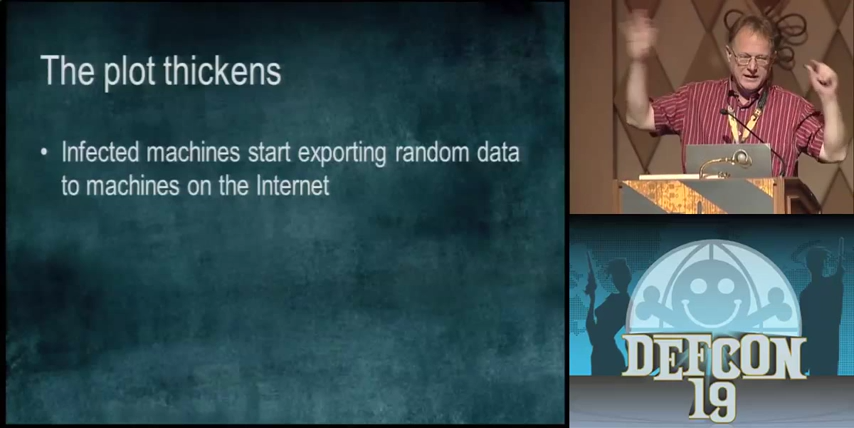 The plot thickens
• Infected machines start exporting random data
to machines on the Internet
DEFCON
19